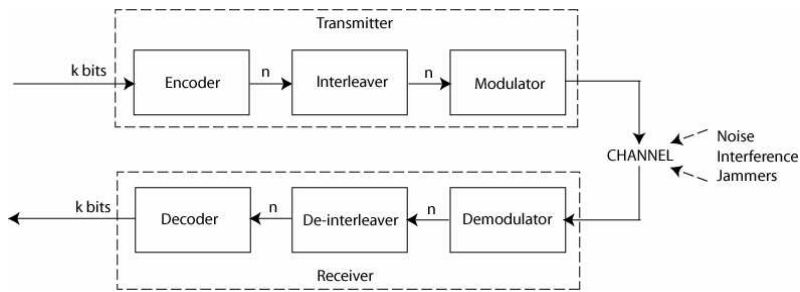 Transmitter
k bits
Encoder
n
Interleaver
n
Modulator
CHANNEL
Noise
Interference
Jammers
k bits
Decoder
n
De-interleaver
n
Demodulator
Receiver